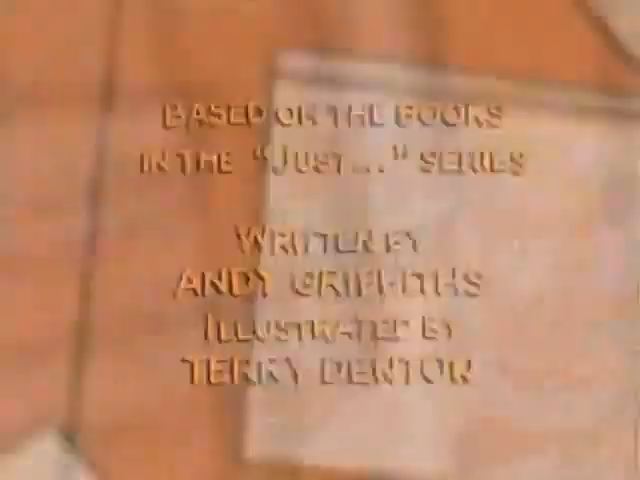 BASED ON THE BOOKS
IN THE "JUST..." SERIES
WRITTEN BY
ANDY GRIFFITHS
ILLUSTRATED BY
TERRY DENTON